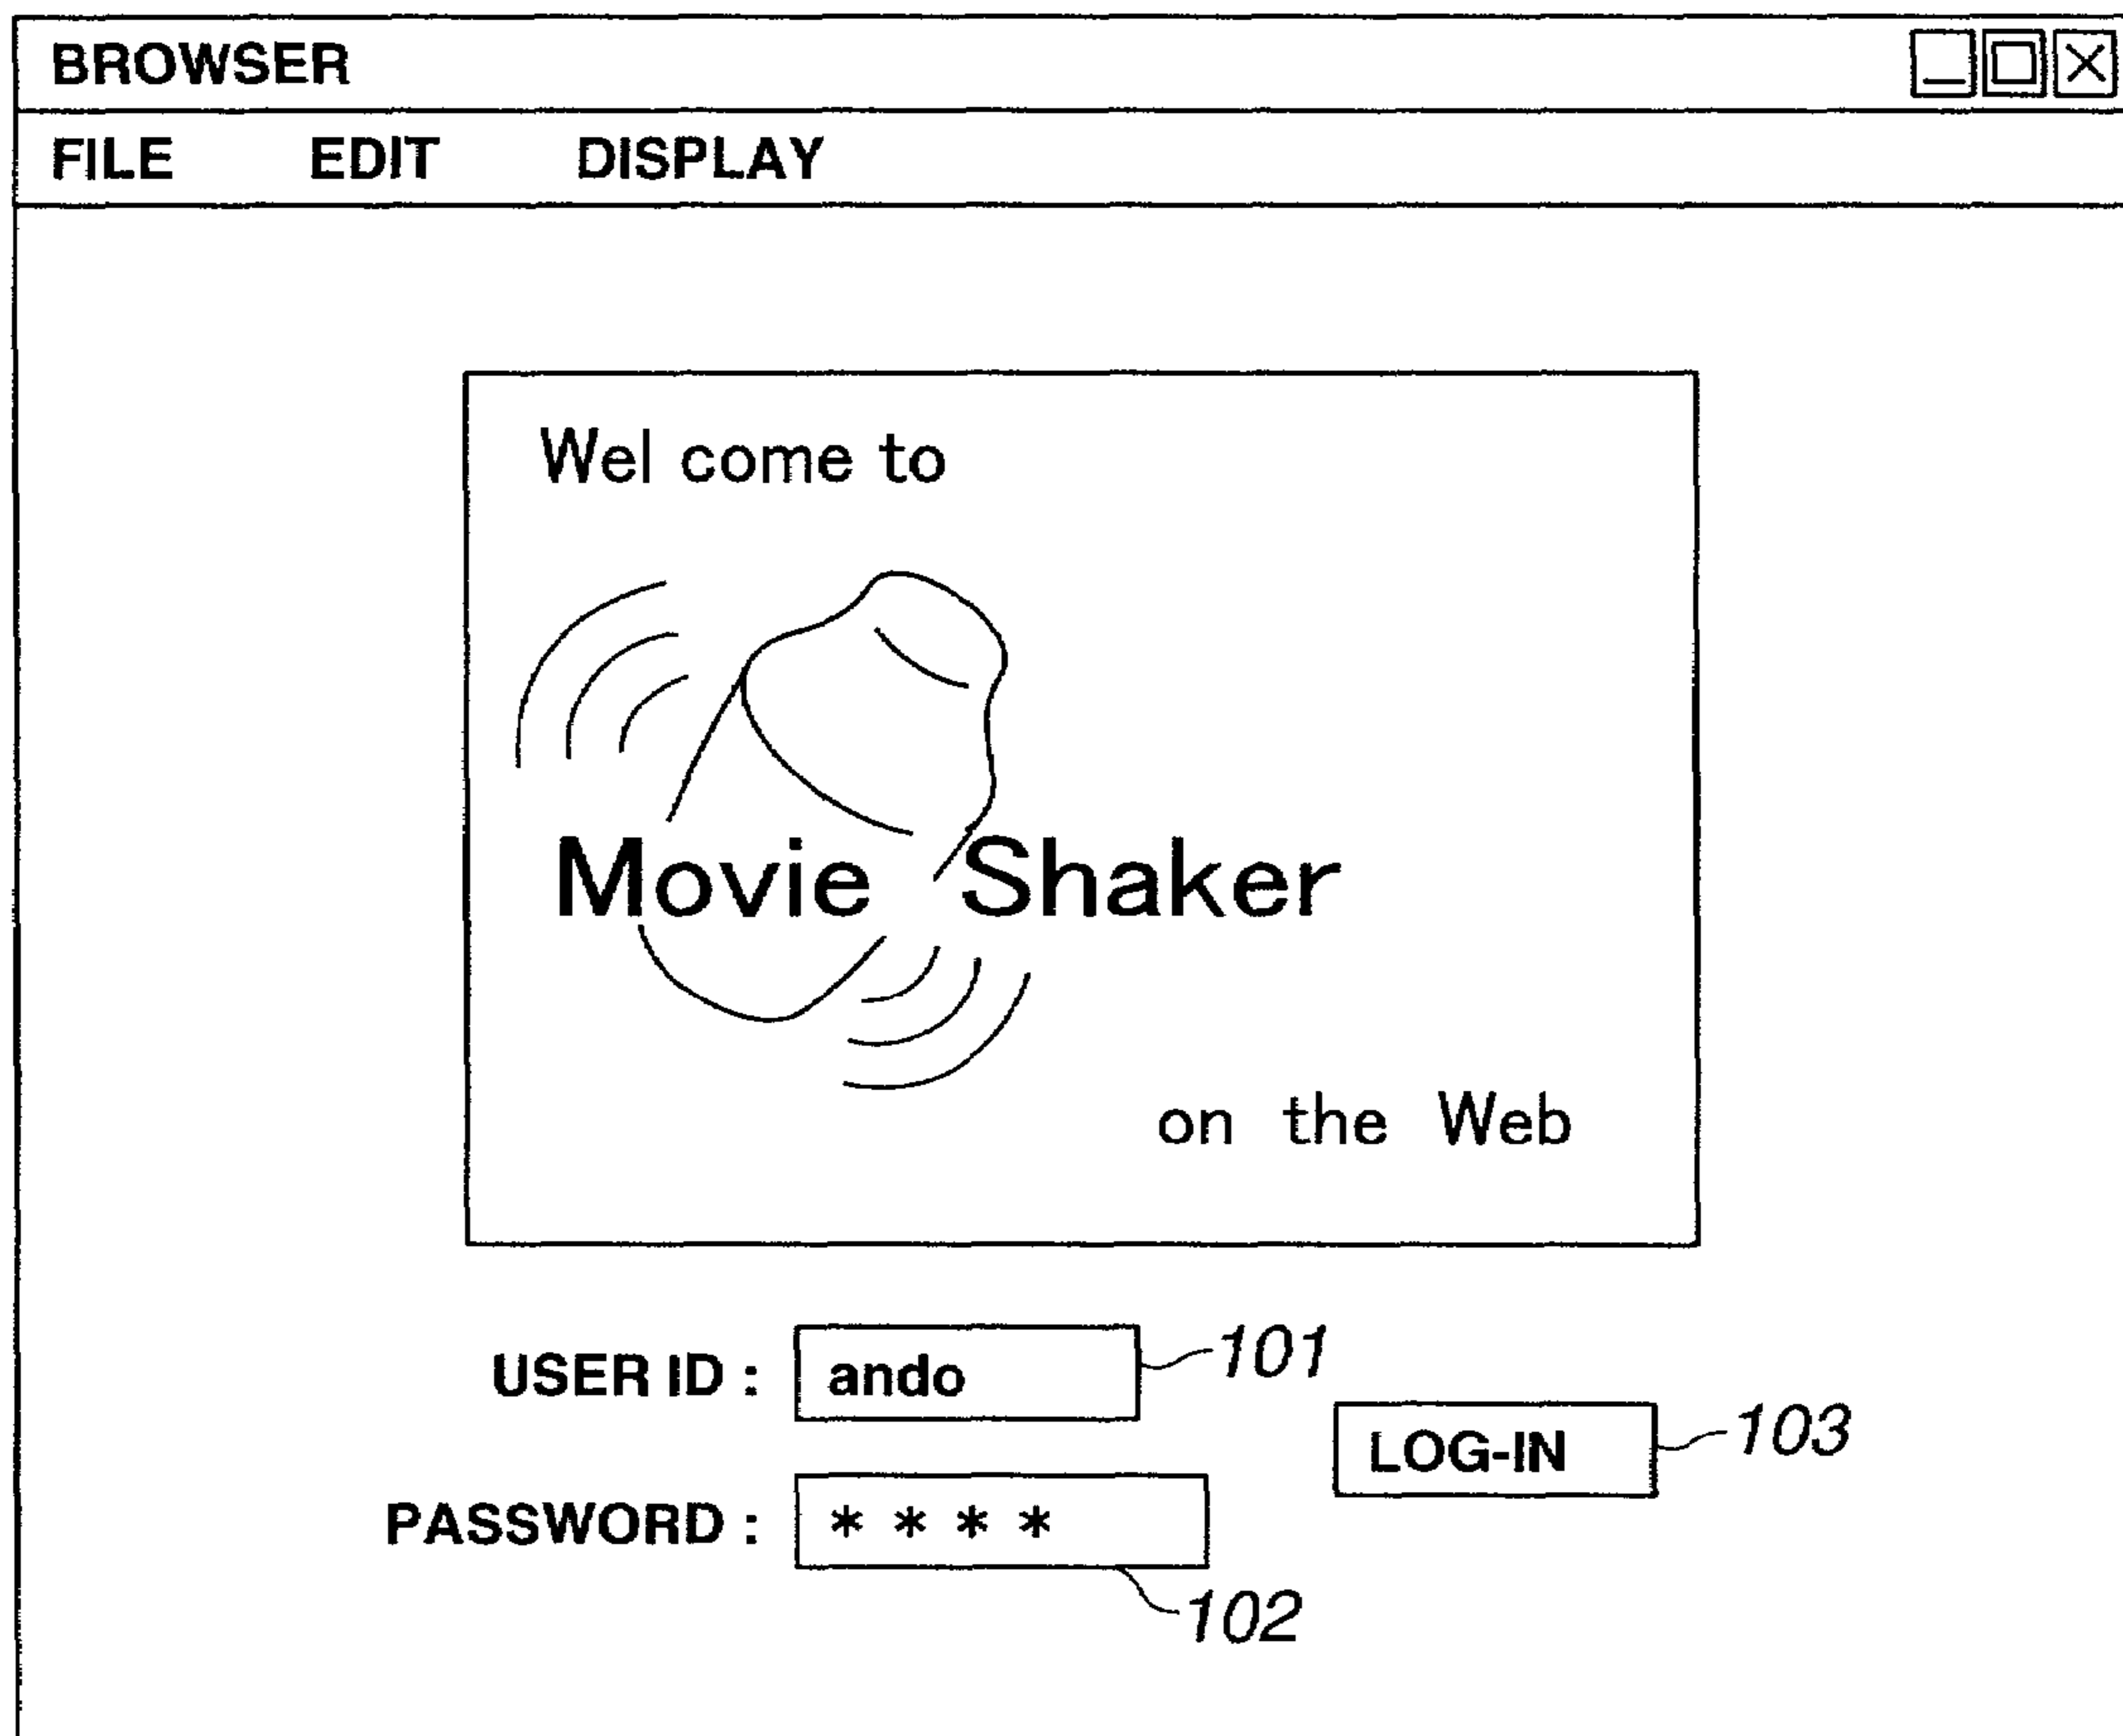 BROWSER
FILE EDIT DISPLAY
Wel come to
Movie Shaker
on the Web
USER ID : ando 101
LOG-IN 103
PASSWORD : * * * *
102